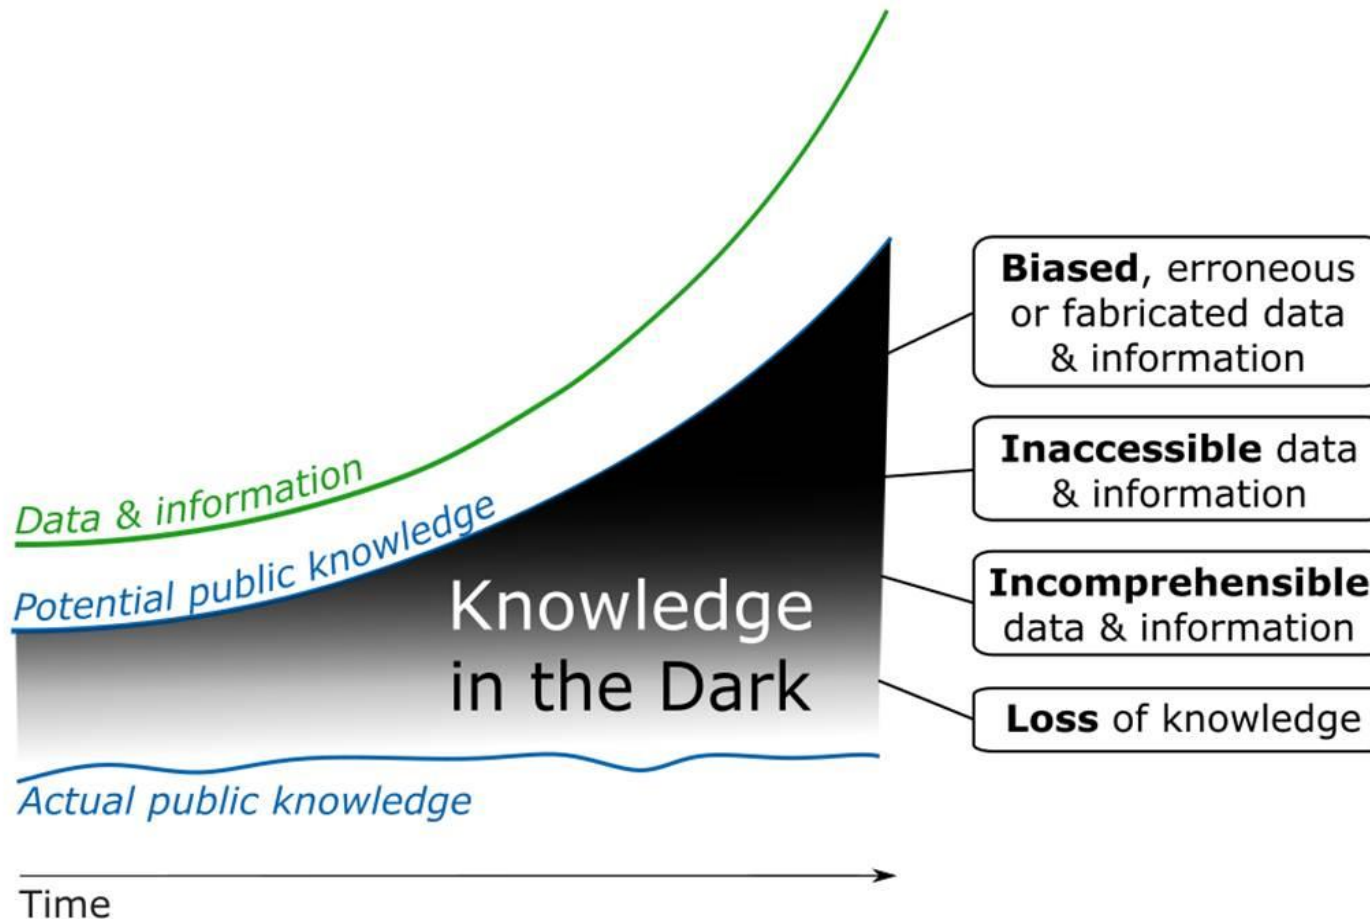 Data & information
Potential public knowledge
Knowledge
in the Dark
Actual public knowledge
Time
Biased, erroneous
or fabricated data
& information
Inaccessible data
& information
Incomprehensible
data & information
Loss of knowledge